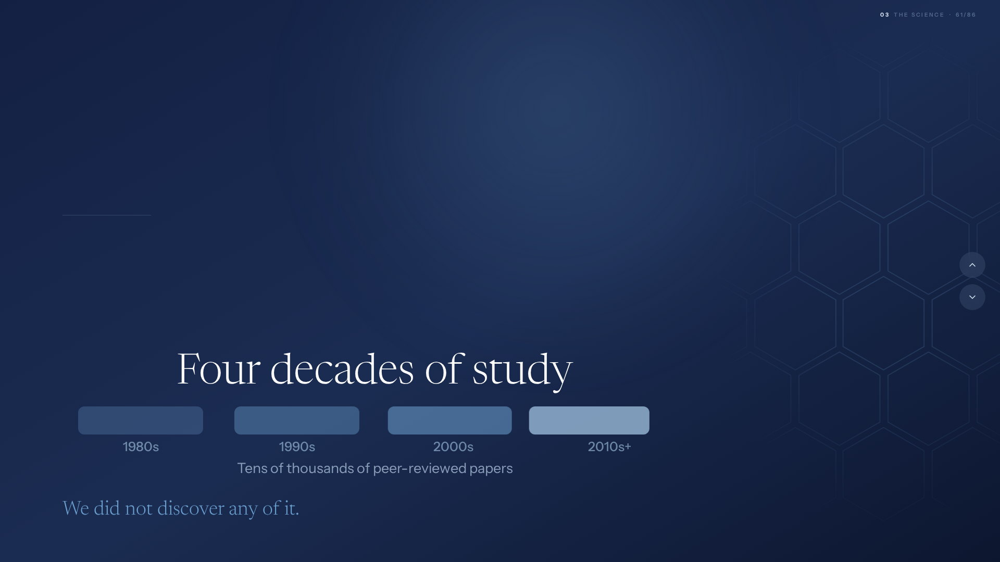 03 THE SCIENCE · 61/86
Four decades of study
1980s 1990s 2000s 2010s+
Tens of thousands of peer-reviewed papers
We did not discover any of it.